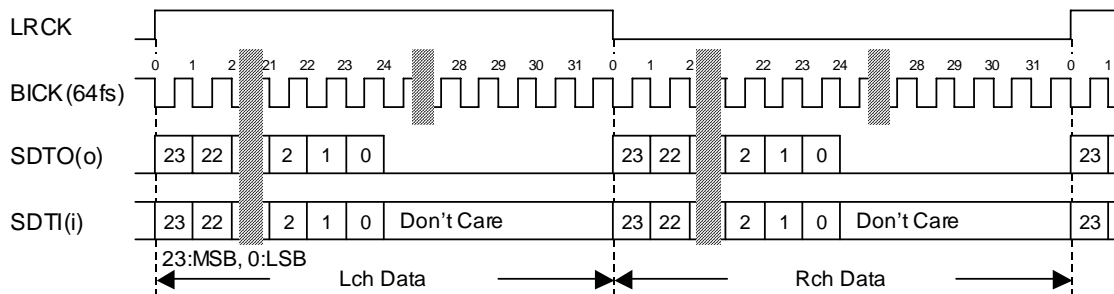 LRCK
0 1 2 21 22 23 24 28 29 30 31 0 1 2 22 23 24 28 29 30 31 0 1
BICK(64fs)
SDTO(o) 23 22 2 1 0 23 22 2 1 0 23
SDTI(i) 23 22 2 1 0 Don't Care 23 22 2 1 0 Don't Care 23
23:MSB, 0:LSB
Lch Data Rch Data